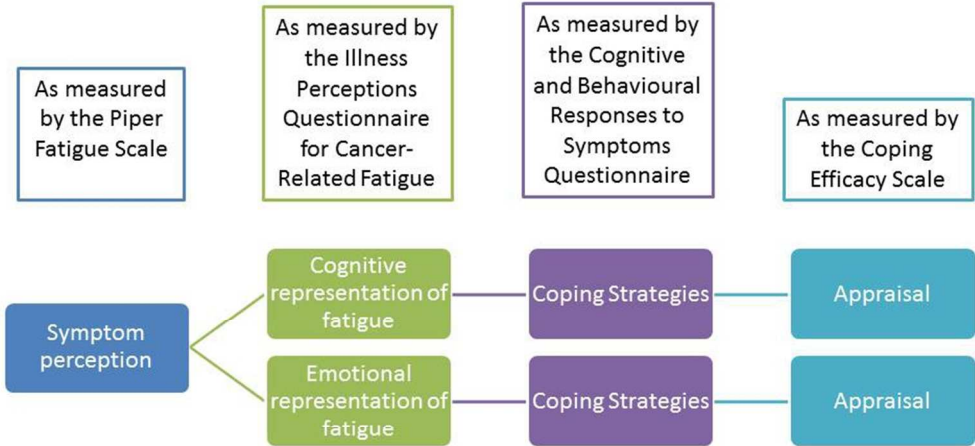 As measured
by the Piper
Fatigue Scale
As measured by
the Illness
Perceptions
Questionnaire
for Cancer-
Related Fatigue
As measured by
the Cognitive
and Behavioural
Responses to
Symptoms
Questionnaire
As measured by
the Coping
Efficacy Scale
Symptom
perception
Cognitive
representation of
fatigue
Coping Strategies
Appraisal
Emotional
representation of
fatigue
Coping Strategies
Appraisal